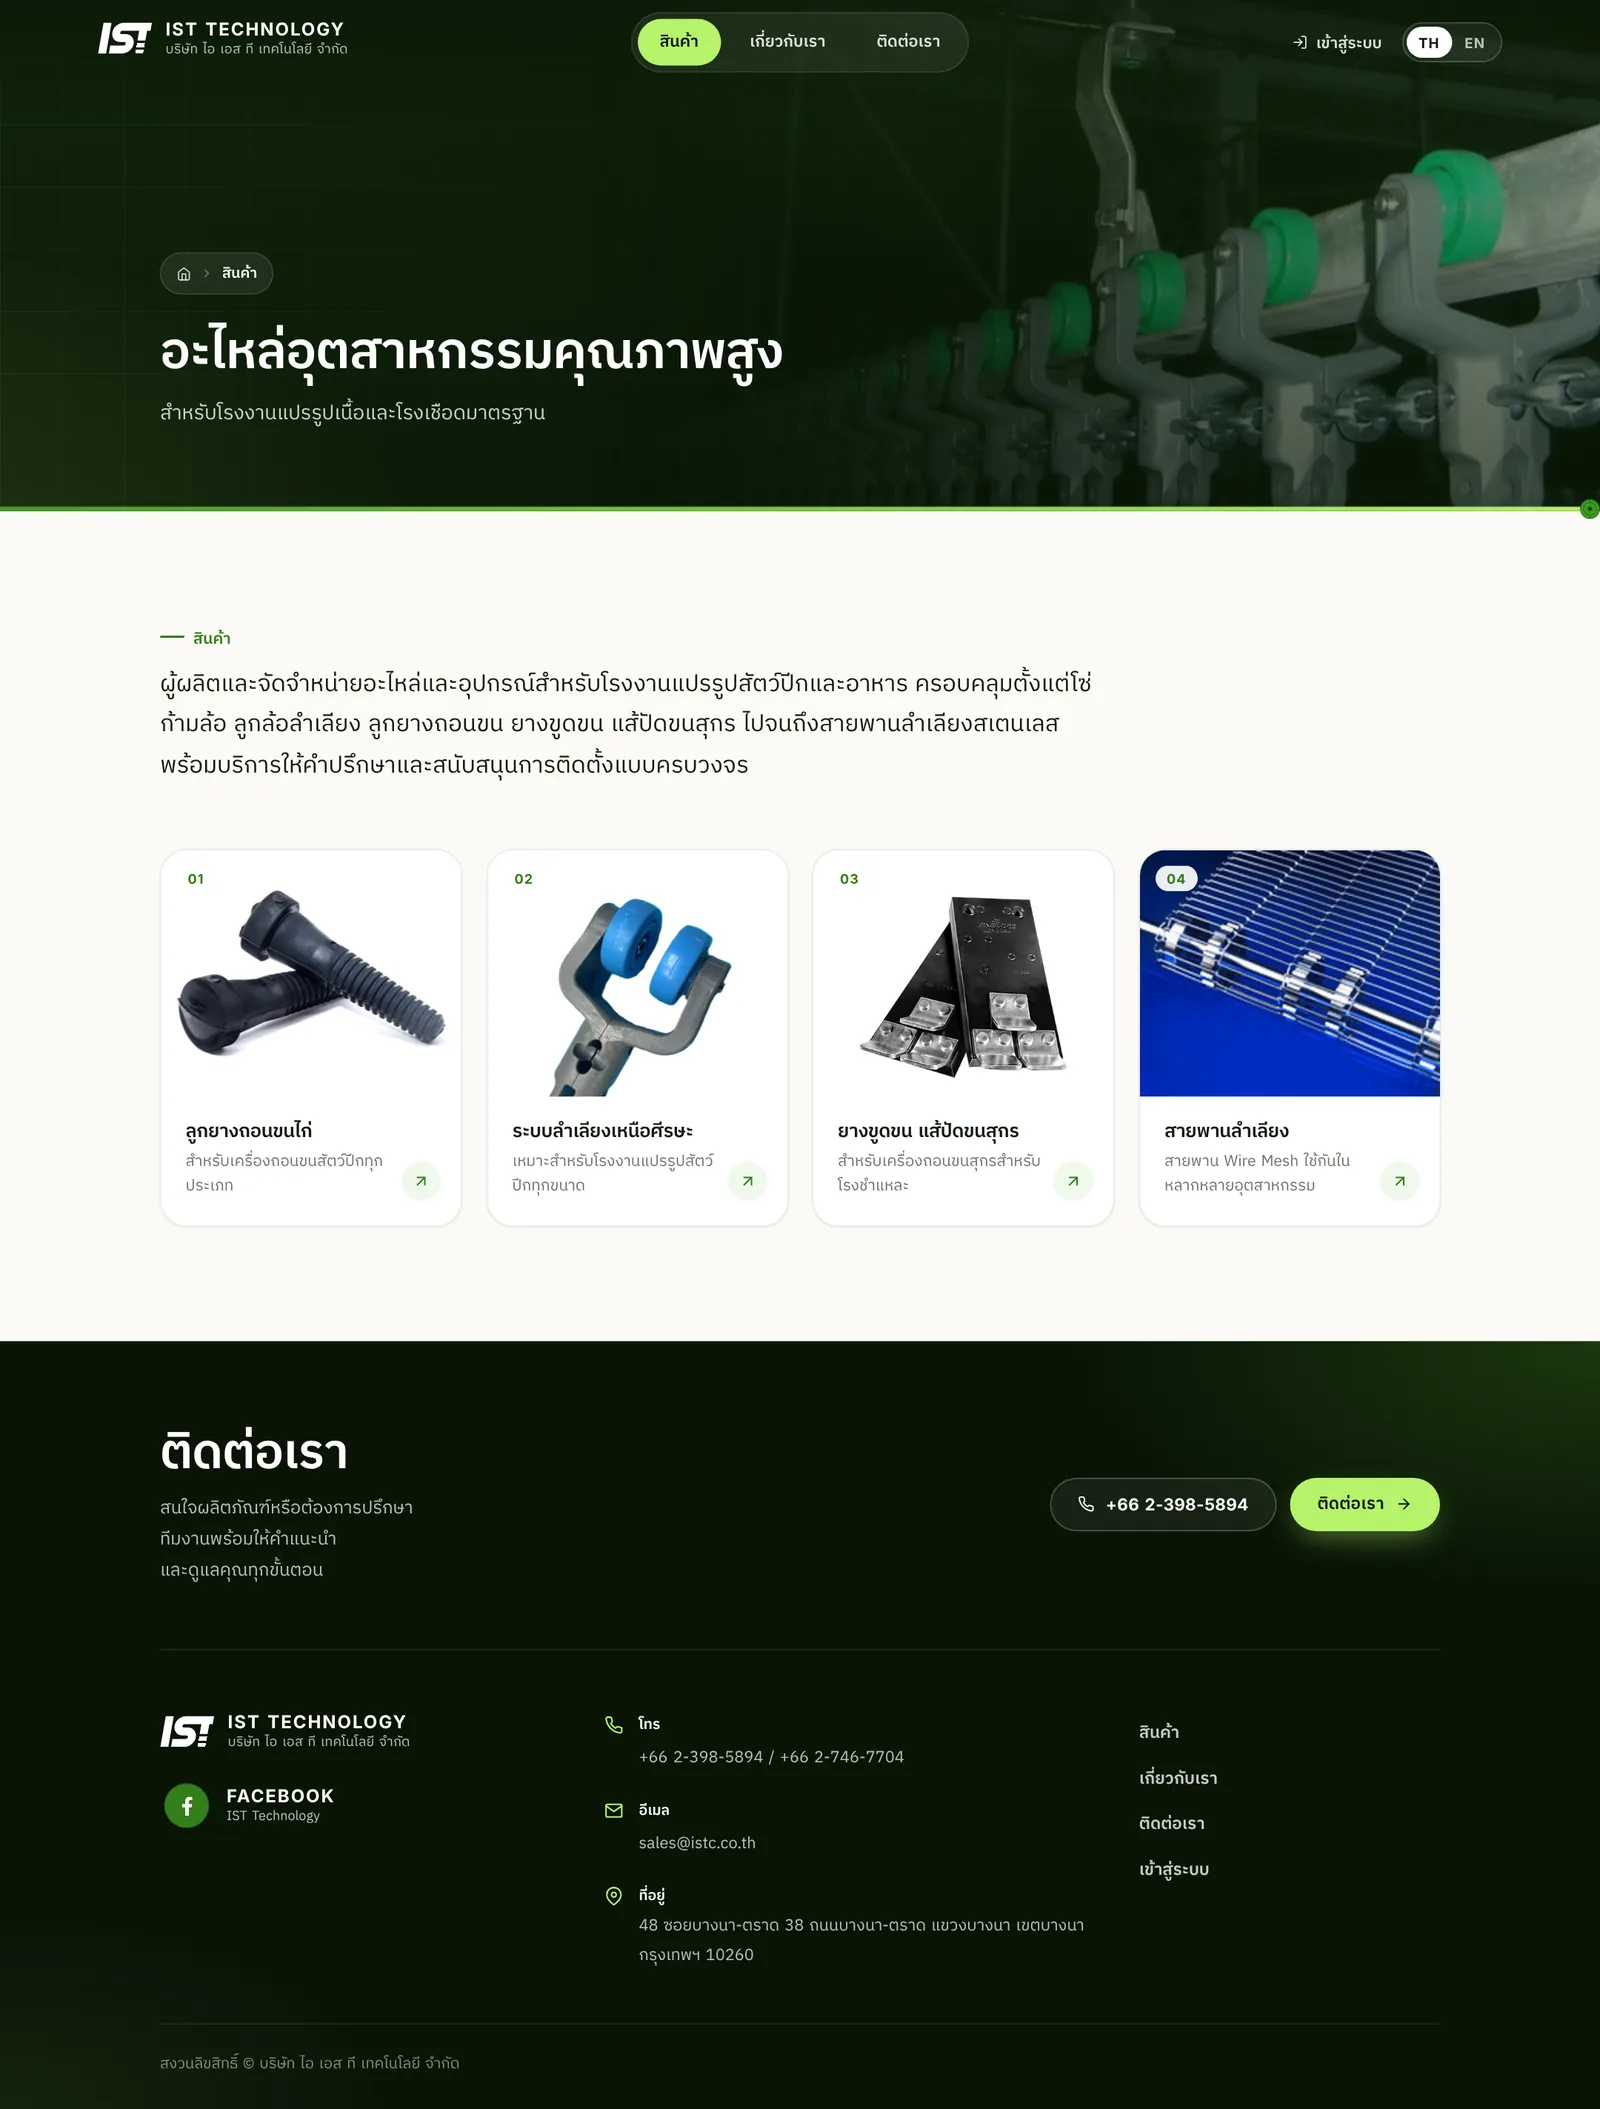 IST
IST TECHNOLOGY
บริษัท ไอ เอส ที เทคโนโลยี จำกัด
สินค้า
เกี่ยวกับเรา
ติดต่อเรา
เข้าสู่ระบบ
TH
EN
สินค้า
อะไหล่อุตสาหกรรมคุณภาพสูง
สำหรับโรงงานแปรรูปเนื้อและโรงเชือดมาตรฐาน
สินค้า
ผู้ผลิตและจัดจำหน่ายอะไหล่และอุปกรณ์สำหรับโรงงานแปรรูปสัตว์ปีกและอาหาร ครอบคลุมตั้งแต่โซ่
ก้ามล้อ ลูกล้อลำเลียง ลูกยางถอนขน ยางขูดขน แส้ปัดขนสุกร ไปจนถึงสายพานลำเลียงสเตนเลส
พร้อมบริการให้คำปรึกษาและสนับสนุนการติดตั้งแบบครบวงจร
01
ลูกยางถอนขนไก่
สำหรับเครื่องถอนขนสัตว์ปีกทุก
ประเภท
02
ระบบลำเลียงเหนือศีรษะ
เหมาะสำหรับโรงงานแปรรูปสัตว์
ปีกทุกขนาด
03
ยางขูดขน แส้ปัดขนสุกร
สำหรับเครื่องถอนขนสุกรสำหรับ
โรงชำแหละ
04
สายพานลำเลียง
สายพาน Wire Mesh ใช้กันใน
หลากหลายอุตสาหกรรม
ติดต่อเรา
สนใจผลิตภัณฑ์หรือต้องการปรึกษา
ทีมงานพร้อมให้คำแนะนำ
และดูแลคุณทุกขั้นตอน
+66 2-398-5894
ติดต่อเรา
IST
IST TECHNOLOGY
บริษัท ไอ เอส ที เทคโนโลยี จำกัด
FACEBOOK
IST Technology
โทร
+66 2-398-5894 / +66 2-746-7704
อีเมล
sales@istc.co.th
ที่อยู่
48 ซอยบางนา-ตราด 38 ถนนบางนา-ตราด แขวงบางนา เขตบางนา
กรุงเทพฯ 10260
สินค้า
เกี่ยวกับเรา
ติดต่อเรา
เข้าสู่ระบบ
สงวนลิขสิทธิ์ © บริษัท ไอ เอส ที เทคโนโลยี จำกัด